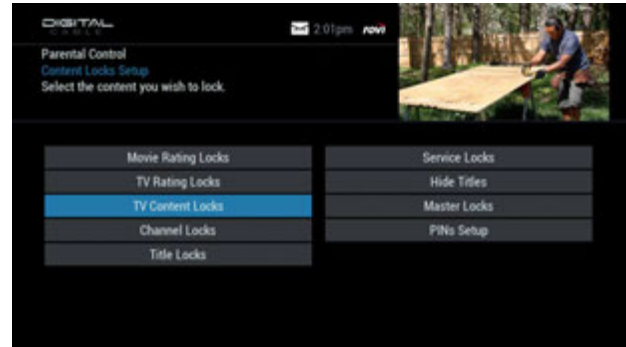 DIGITAL
CABLE
2:01pm rovi
Parental Control
Content Locks Setup
Select the content you wish to lock.
Movie Rating Locks
Service Locks
TV Rating Locks
Hide Titles
TV Content Locks
Master Locks
Channel Locks
PINs Setup
Title Locks